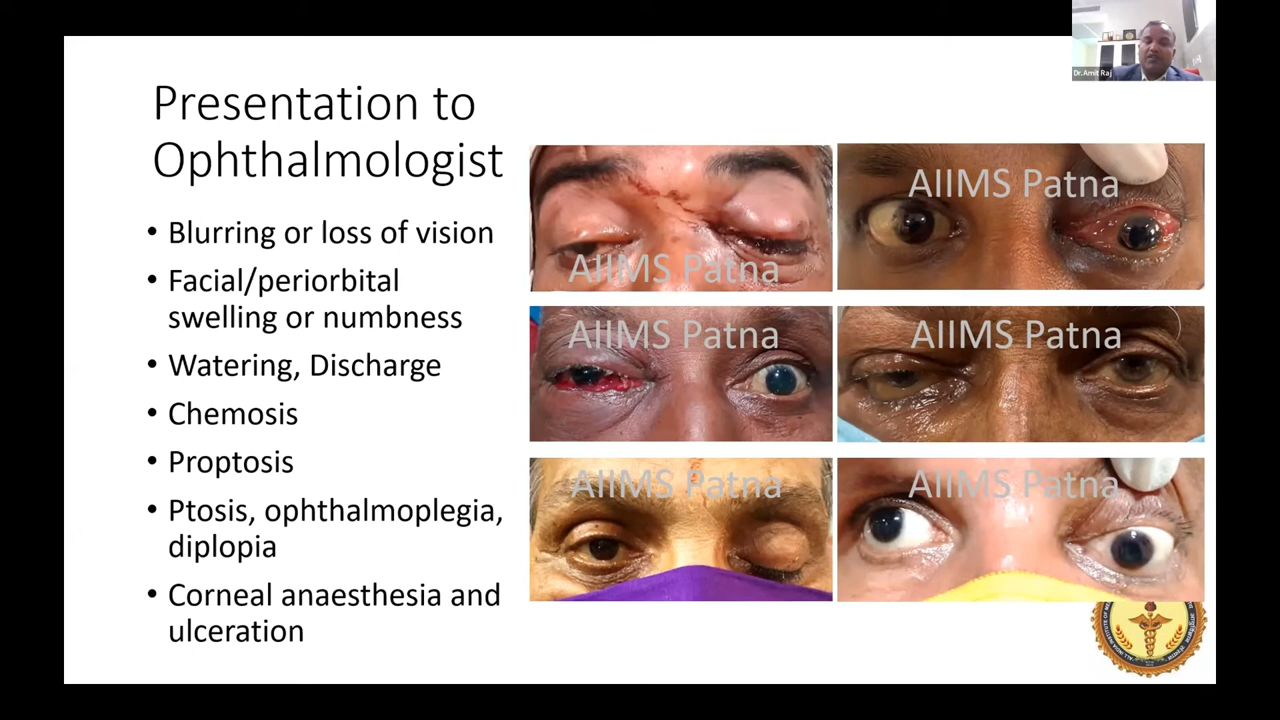 Dr.Amit Raj
Presentation to
Ophthalmologist
• Blurring or loss of vision
• Facial/periorbital
swelling or numbness
• Watering, Discharge
• Chemosis
• Proptosis
• Ptosis, ophthalmoplegia,
diplopia
• Corneal anaesthesia and
ulceration
AIIMS Patna
AIIMS Patna
AIIMS Patna
AIIMS Patna
AIIMS Patna
AIIMS Patna